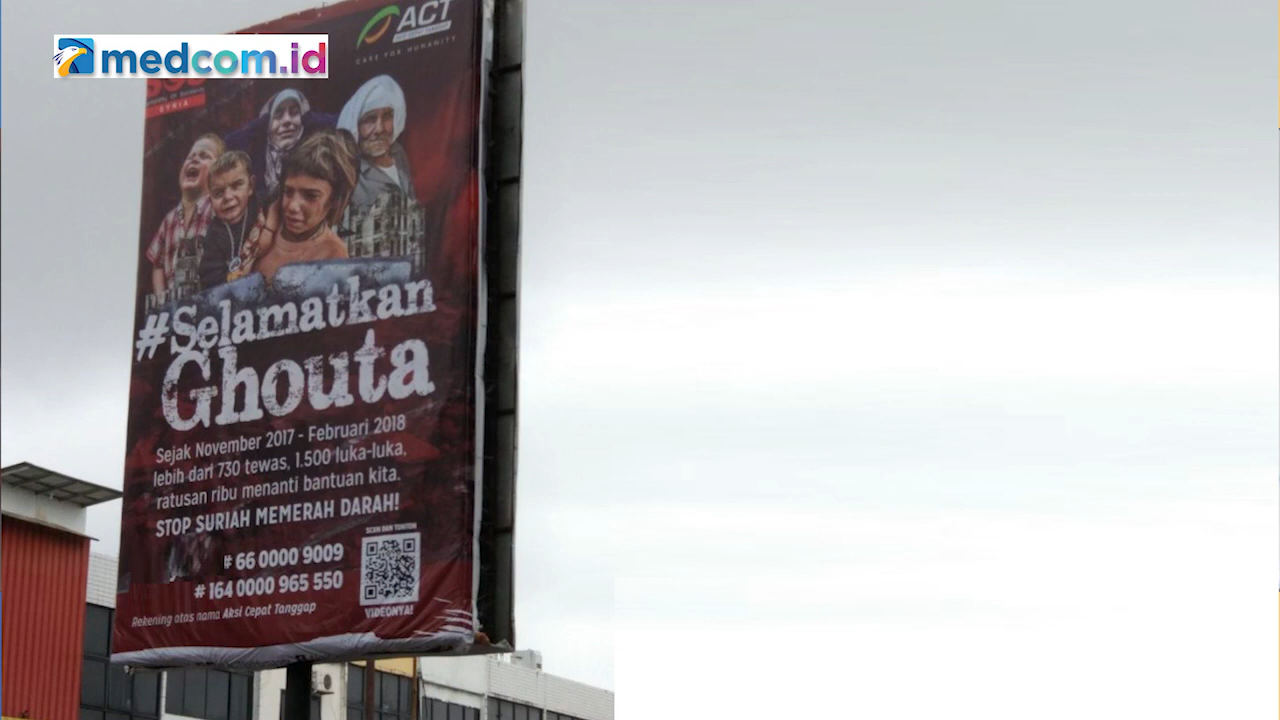 medcom.id
ACT
CARE FOR HUMANITY
SYRIA
#Selamatkan
Ghouta
Sejak November 2017 - Februari 2018
lebih dari 730 tewas, 1.500 luka-luka,
ratusan ribu menanti bantuan kita.
STOP SURIAH MEMERAH DARAH!
SCAN DAN TONTON
# 66 0000 9009
# 164 0000 965 550
VIDEONYA!
Rekening atas nama Aksi Cepat Tanggap